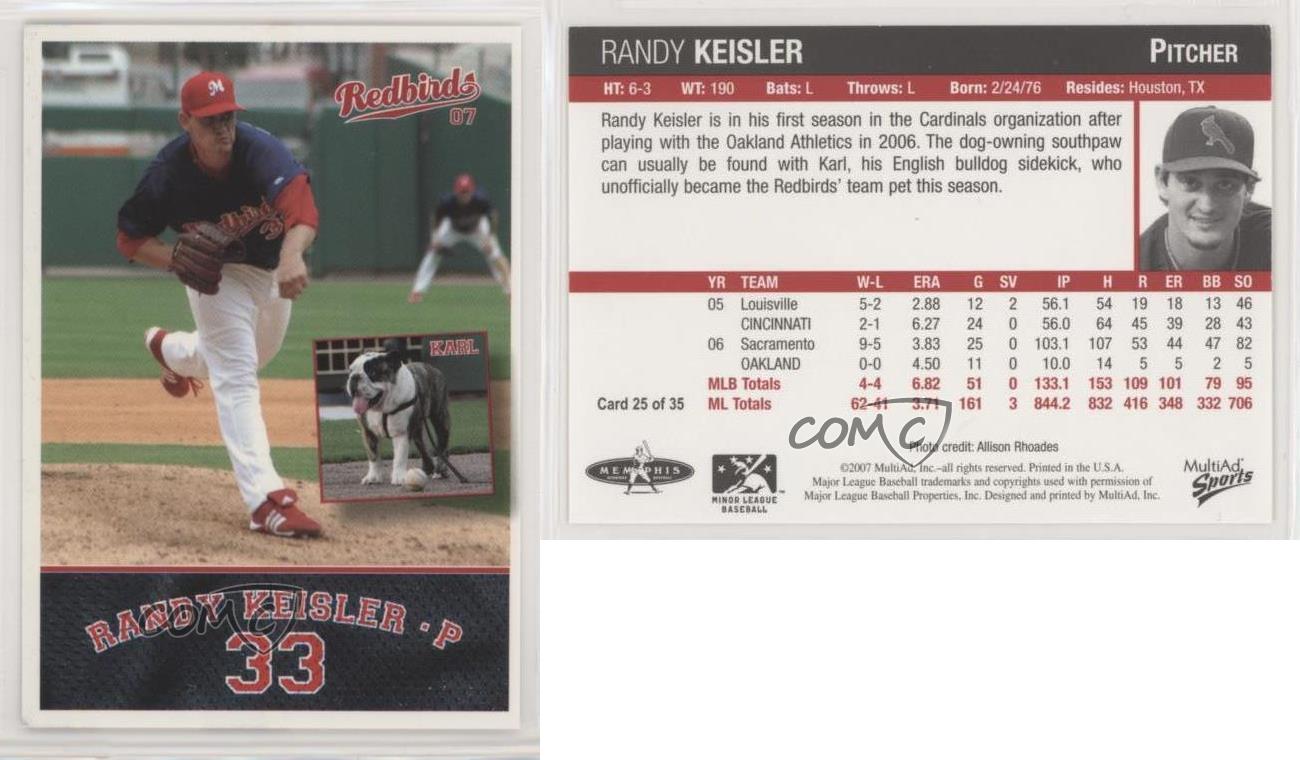 M
Redbirds
07
Redbirds
33
KARL
RANDY KEISLER · P
33
COMC
RANDY KEISLER PITCHER
HT: 6-3 WT: 190 Bats: L Throws: L Born: 2/24/76 Resides: Houston, TX
Randy Keisler is in his first season in the Cardinals organization after
playing with the Oakland Athletics in 2006. The dog-owning southpaw
can usually be found with Karl, his English bulldog sidekick, who
unofficially became the Redbirds' team pet this season.
YR TEAM W-L ERA G SV IP H R ER BB SO
05 Louisville 5-2 2.88 12 2 56.1 54 19 18 13 46
CINCINNATI 2-1 6.27 24 0 56.0 64 45 39 28 43
06 Sacramento 9-5 3.83 25 0 103.1 107 53 44 47 82
OAKLAND 0-0 4.50 11 0 10.0 14 5 5 2 5
MLB Totals 4-4 6.82 51 0 133.1 153 109 101 79 95
Card 25 of 35 ML Totals 62-41 3.71 161 3 844.2 832 416 348 332 706
COMC
Photo credit: Allison Rhoades
MEMPHIS
MINOR LEAGUE
BASEBALL
©2007 MultiAd, Inc.–all rights reserved. Printed in the U.S.A.
Major League Baseball trademarks and copyrights used with permission of
Major League Baseball Properties, Inc. Designed and printed by MultiAd, Inc.
MultiAd
Sports